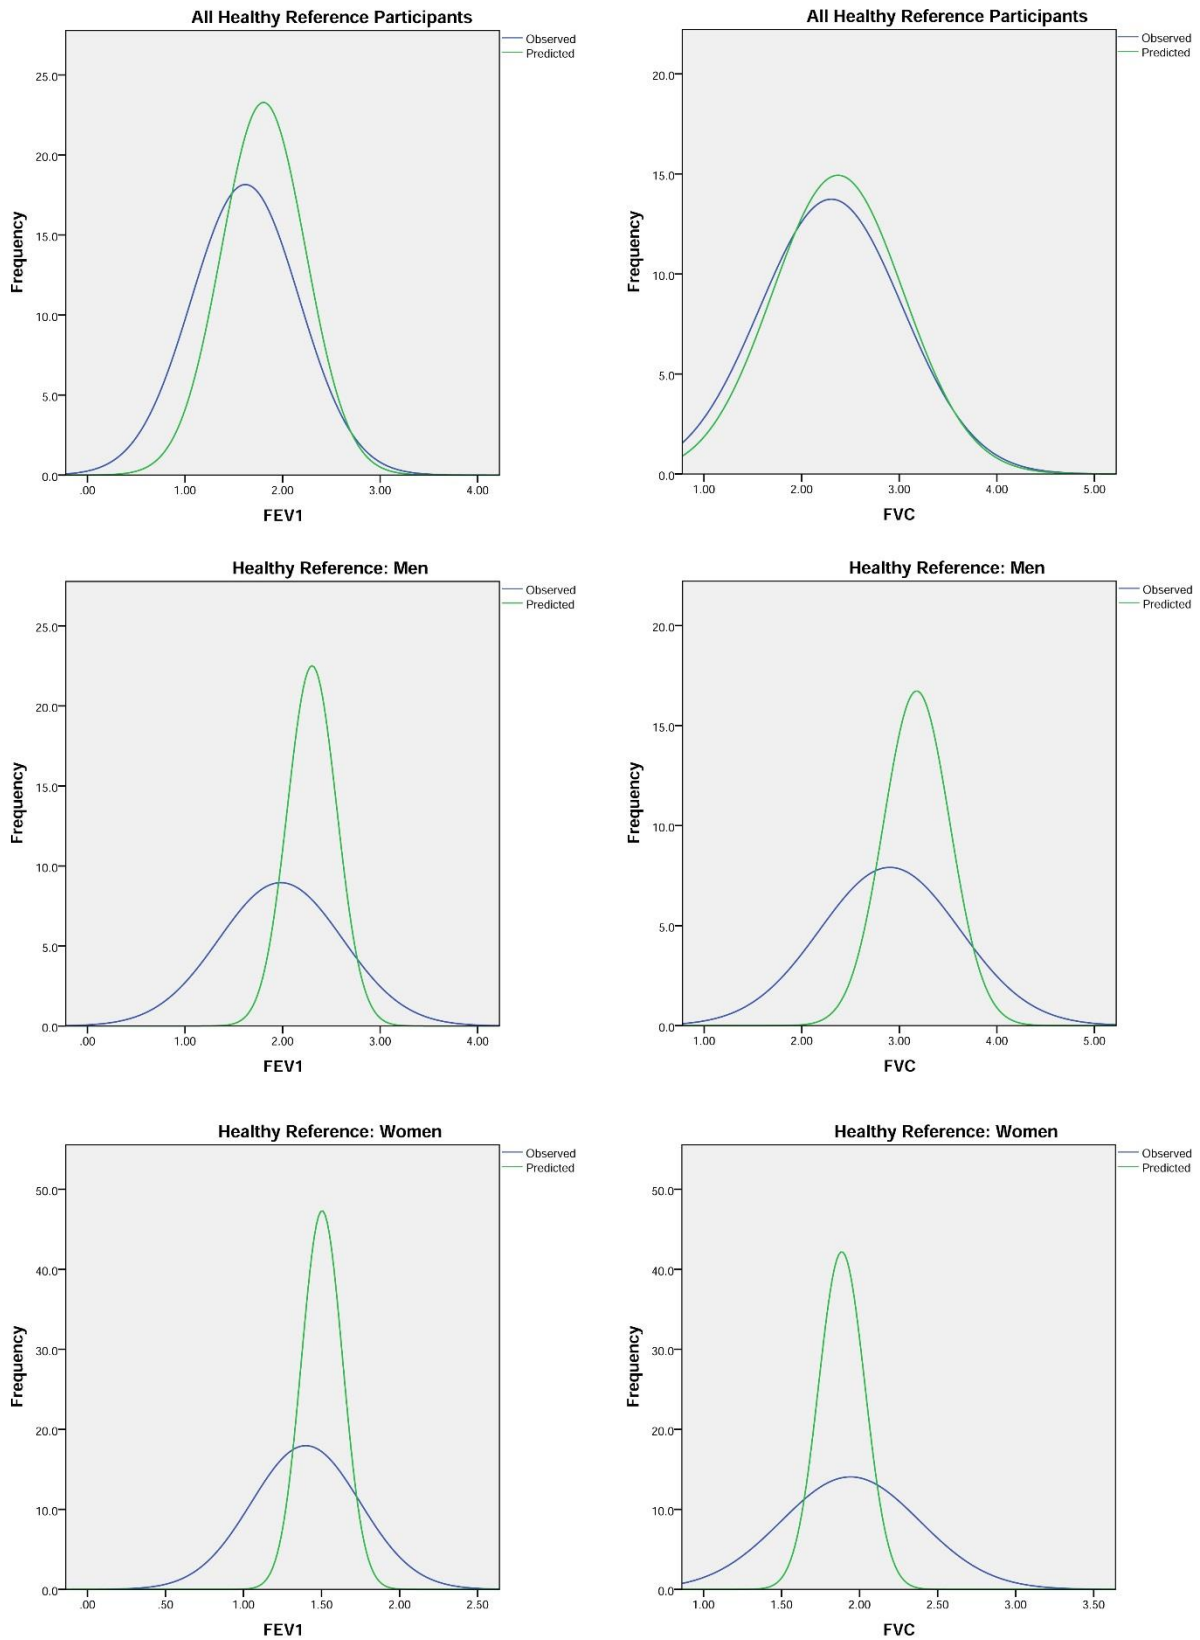 All Healthy Reference Participants
Observed
Predicted
25.0
20.0
15.0
10.0
5.0
0.0
Frequency
.00 1.00 2.00 3.00 4.00
FEV1
All Healthy Reference Participants
Observed
Predicted
20.0
15.0
10.0
5.0
0.0
Frequency
1.00 2.00 3.00 4.00 5.00
FVC
Healthy Reference: Men
Observed
Predicted
25.0
20.0
15.0
10.0
5.0
0.0
Frequency
.00 1.00 2.00 3.00 4.00
FEV1
Healthy Reference: Men
Observed
Predicted
20.0
15.0
10.0
5.0
0.0
Frequency
1.00 2.00 3.00 4.00 5.00
FVC
Healthy Reference: Women
Observed
Predicted
50.0
40.0
30.0
20.0
10.0
0.0
Frequency
.00 .50 1.00 1.50 2.00 2.50
FEV1
Healthy Reference: Women
Observed
Predicted
50.0
40.0
30.0
20.0
10.0
0.0
Frequency
1.00 1.50 2.00 2.50 3.00 3.50
FVC